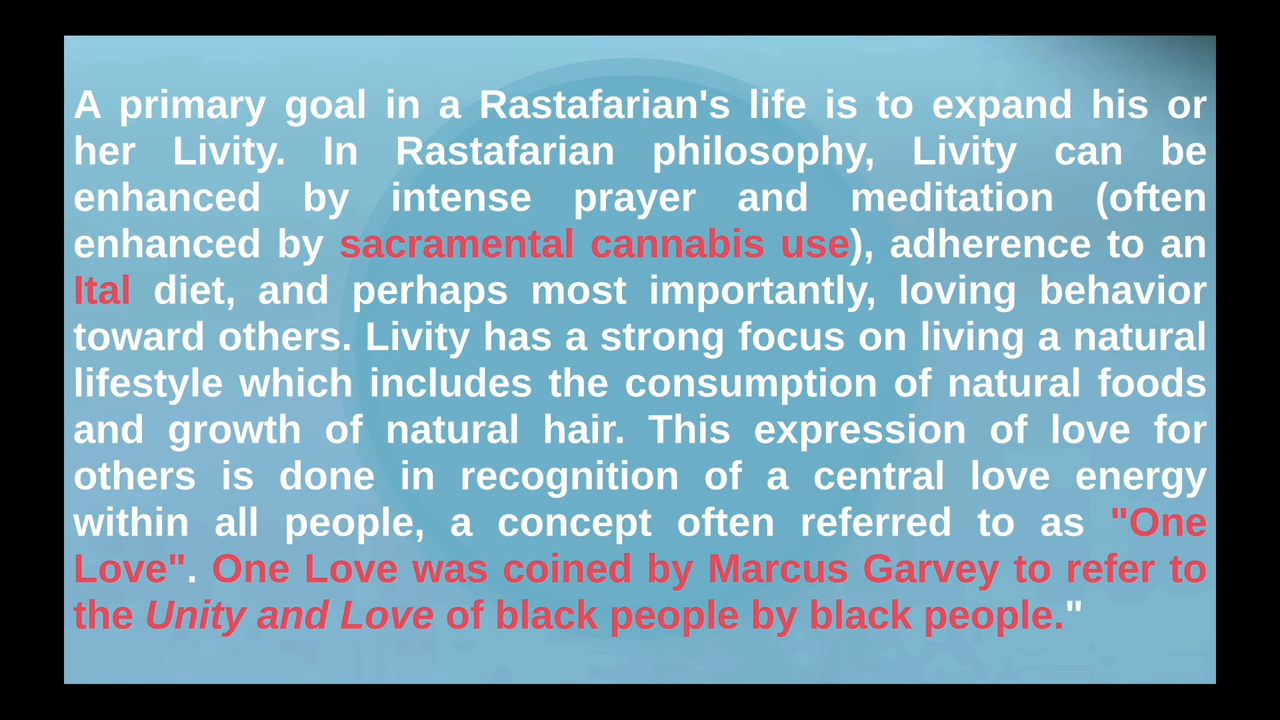 A primary goal in a Rastafarian's life is to expand his or
her Livity. In Rastafarian philosophy, Livity can be
enhanced by intense prayer and meditation (often
enhanced by sacramental cannabis use), adherence to an
Ital diet, and perhaps most importantly, loving behavior
toward others. Livity has a strong focus on living a natural
lifestyle which includes the consumption of natural foods
and growth of natural hair. This expression of love for
others is done in recognition of a central love energy
within all people, a concept often referred to as "One
Love". One Love was coined by Marcus Garvey to refer to
the Unity and Love of black people by black people."